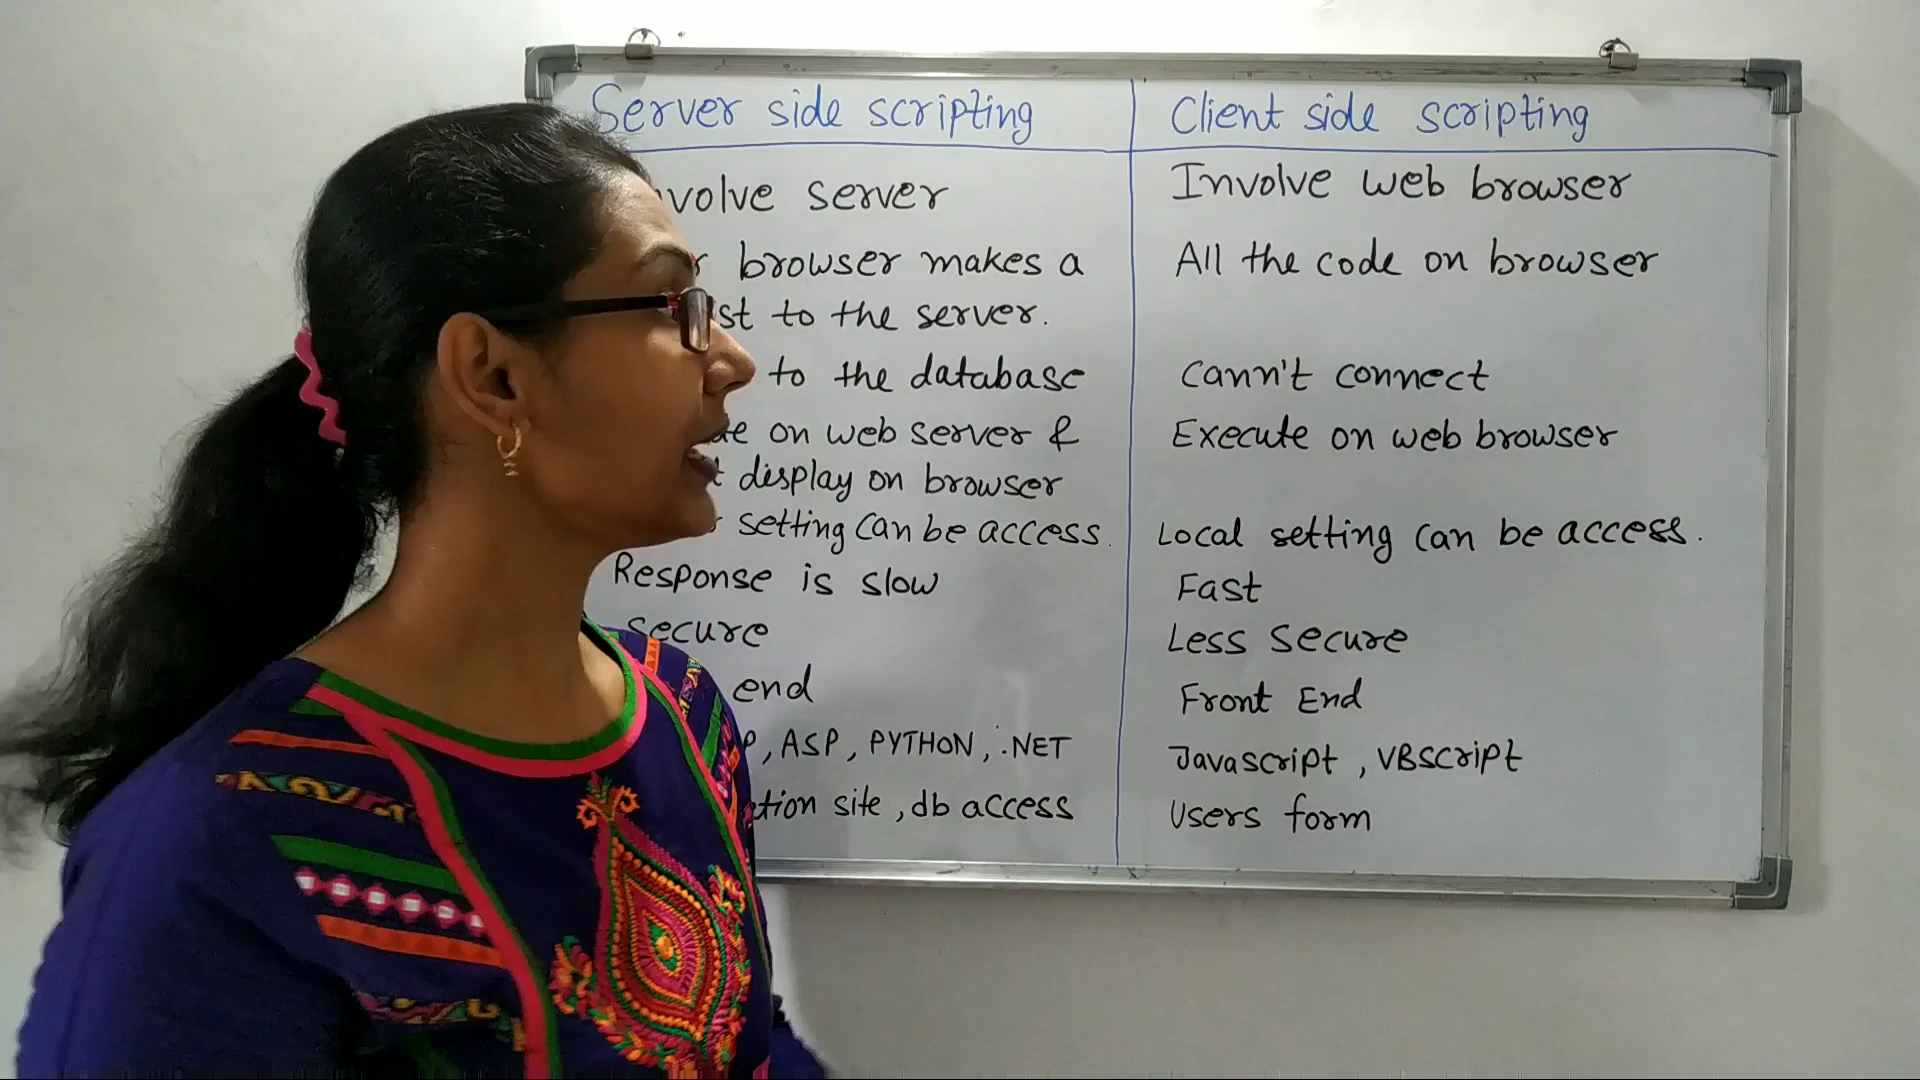 Server side scripting
server
browser makes a
to the server.
to the database
on web server &
display on browser
setting can be access.
Response is slow
Secure
end
, ASP, PYTHON, .NET
site, db access
Client side scripting
Involve web browser
All the code on browser
Cann't connect
Execute on web browser
Local setting can be access.
Fast
Less Secure
Front End
Javascript, VBScript
Users form